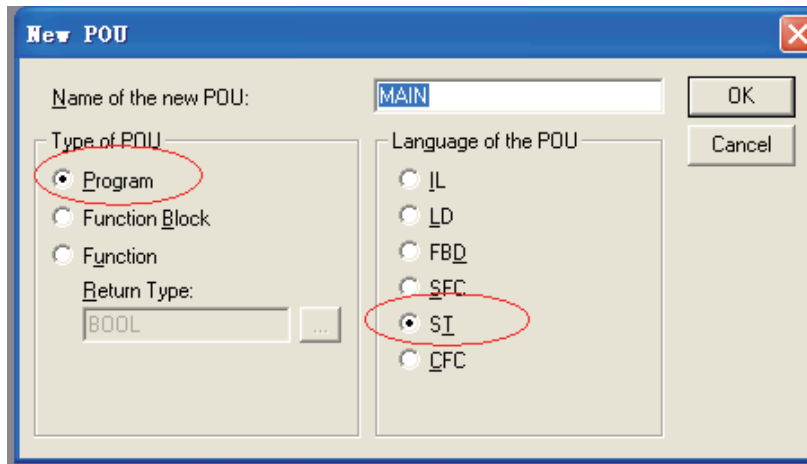 New POU
Name of the new POU:
MAIN
OK
Cancel
Type of POU
Program
Function Block
Function
Return Type:
BOOL
...
Language of the POU
IL
LD
FBD
SFC
ST
CFC